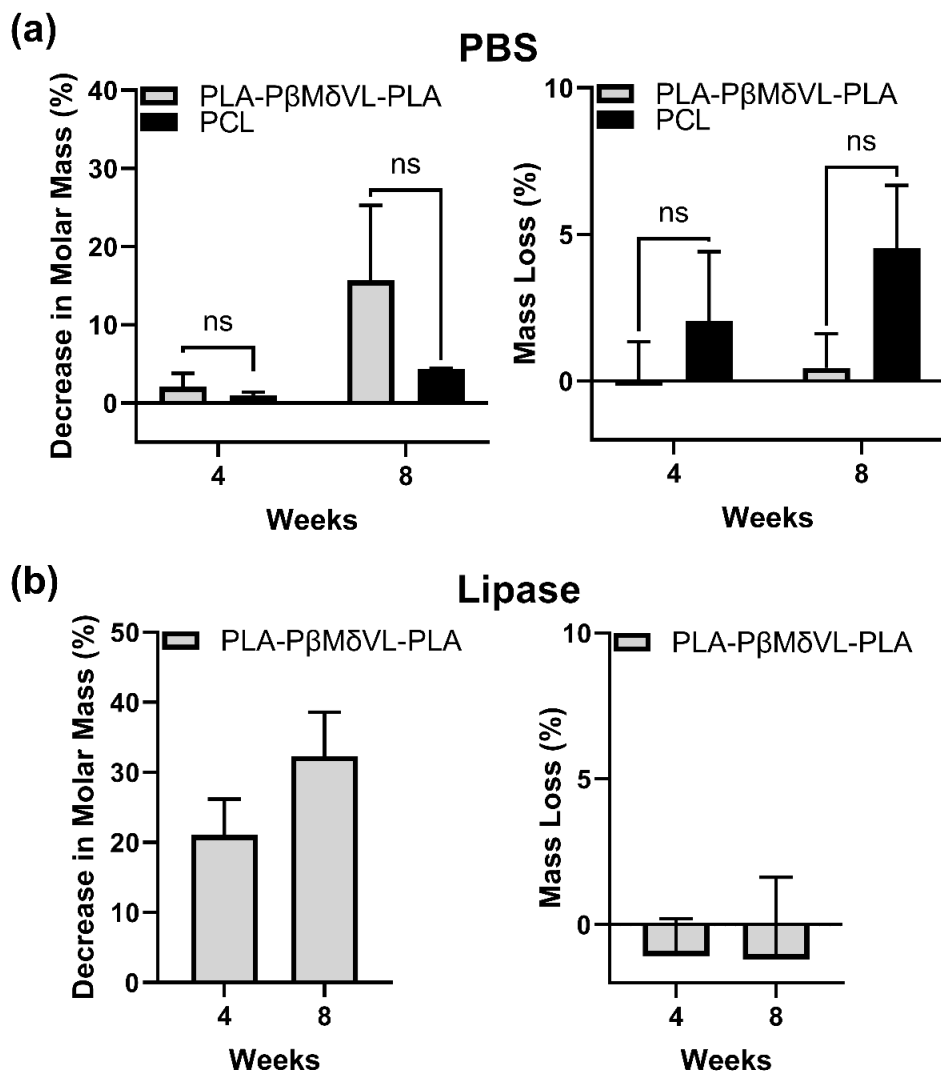 (a)
PBS
Decrease in Molar Mass (%)
40
30
20
10
0
PLA-PβMδVL-PLA
PCL
ns
ns
4
8
Weeks
Mass Loss (%)
10
5
0
PLA-PβMδVL-PLA
PCL
ns
ns
4
8
Weeks
(b)
Lipase
Decrease in Molar Mass (%)
50
40
30
20
10
0
PLA-PβMδVL-PLA
4
8
Weeks
Mass Loss (%)
10
5
0
PLA-PβMδVL-PLA
4
8
Weeks